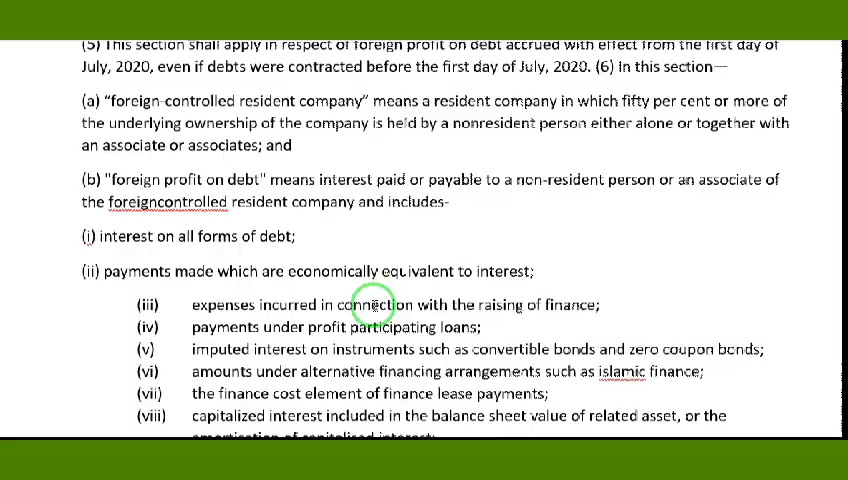 (5) This section shall apply in respect of foreign profit on debt accrued with effect from the first day of
July, 2020, even if debts were contracted before the first day of July, 2020. (6) In this section—
(a) “foreign-controlled resident company” means a resident company in which fifty per cent or more of
the underlying ownership of the company is held by a nonresident person either alone or together with
an associate or associates; and
(b) "foreign profit on debt" means interest paid or payable to a non-resident person or an associate of
the foreigncontrolled resident company and includes-
(i) interest on all forms of debt;
(ii) payments made which are economically equivalent to interest;
(iii) expenses incurred in connection with the raising of finance;
(iv) payments under profit participating loans;
(v) imputed interest on instruments such as convertible bonds and zero coupon bonds;
(vi) amounts under alternative financing arrangements such as islamic finance;
(vii) the finance cost element of finance lease payments;
(viii) capitalized interest included in the balance sheet value of related asset, or the
amortisation of capitalised interest;